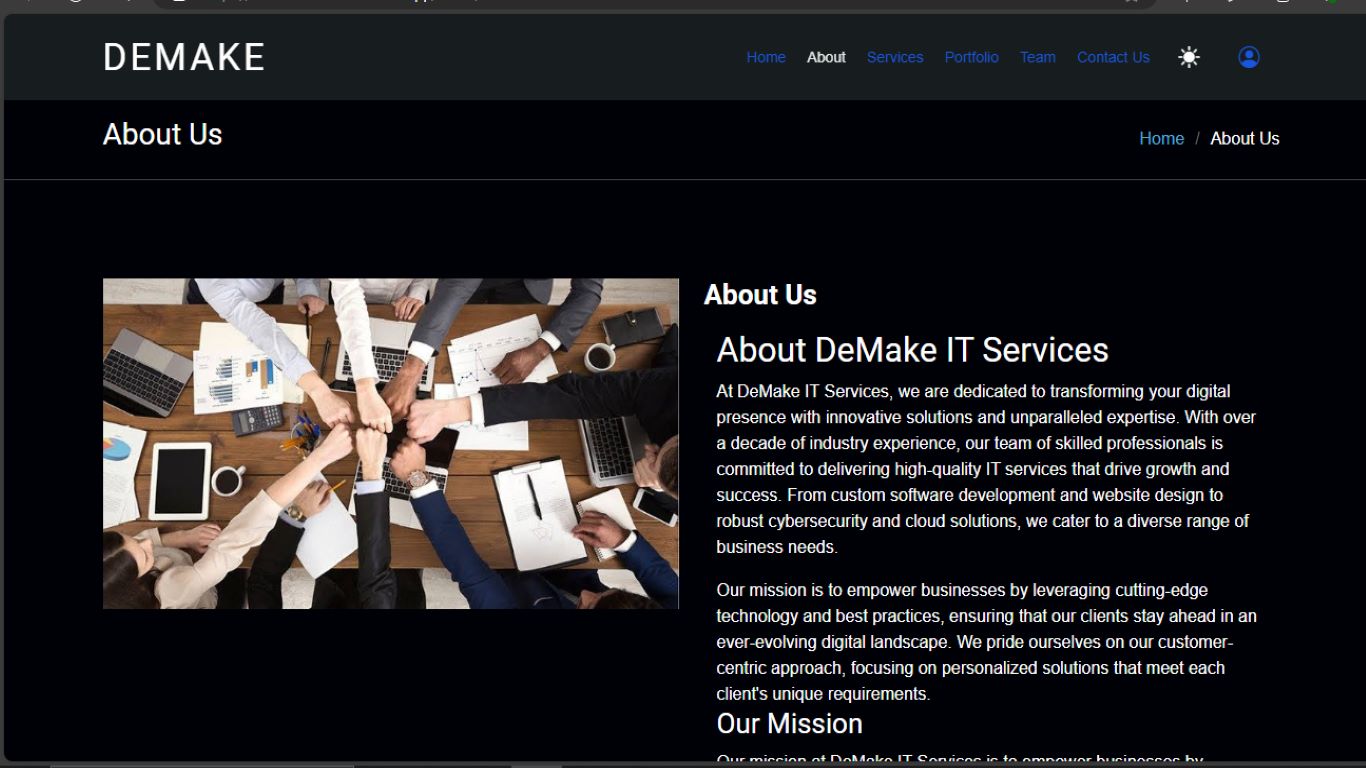 DEMAKE
Home About Services Portfolio Team Contact Us
About Us
Home / About Us
About Us
About DeMake IT Services
At DeMake IT Services, we are dedicated to transforming your digital
presence with innovative solutions and unparalleled expertise. With over
a decade of industry experience, our team of skilled professionals is
committed to delivering high-quality IT services that drive growth and
success. From custom software development and website design to
robust cybersecurity and cloud solutions, we cater to a diverse range of
business needs.
Our mission is to empower businesses by leveraging cutting-edge
technology and best practices, ensuring that our clients stay ahead in an
ever-evolving digital landscape. We pride ourselves on our customer-
centric approach, focusing on personalized solutions that meet each
client's unique requirements.
Our Mission
Our mission at DeMake IT Services is to empower businesses by